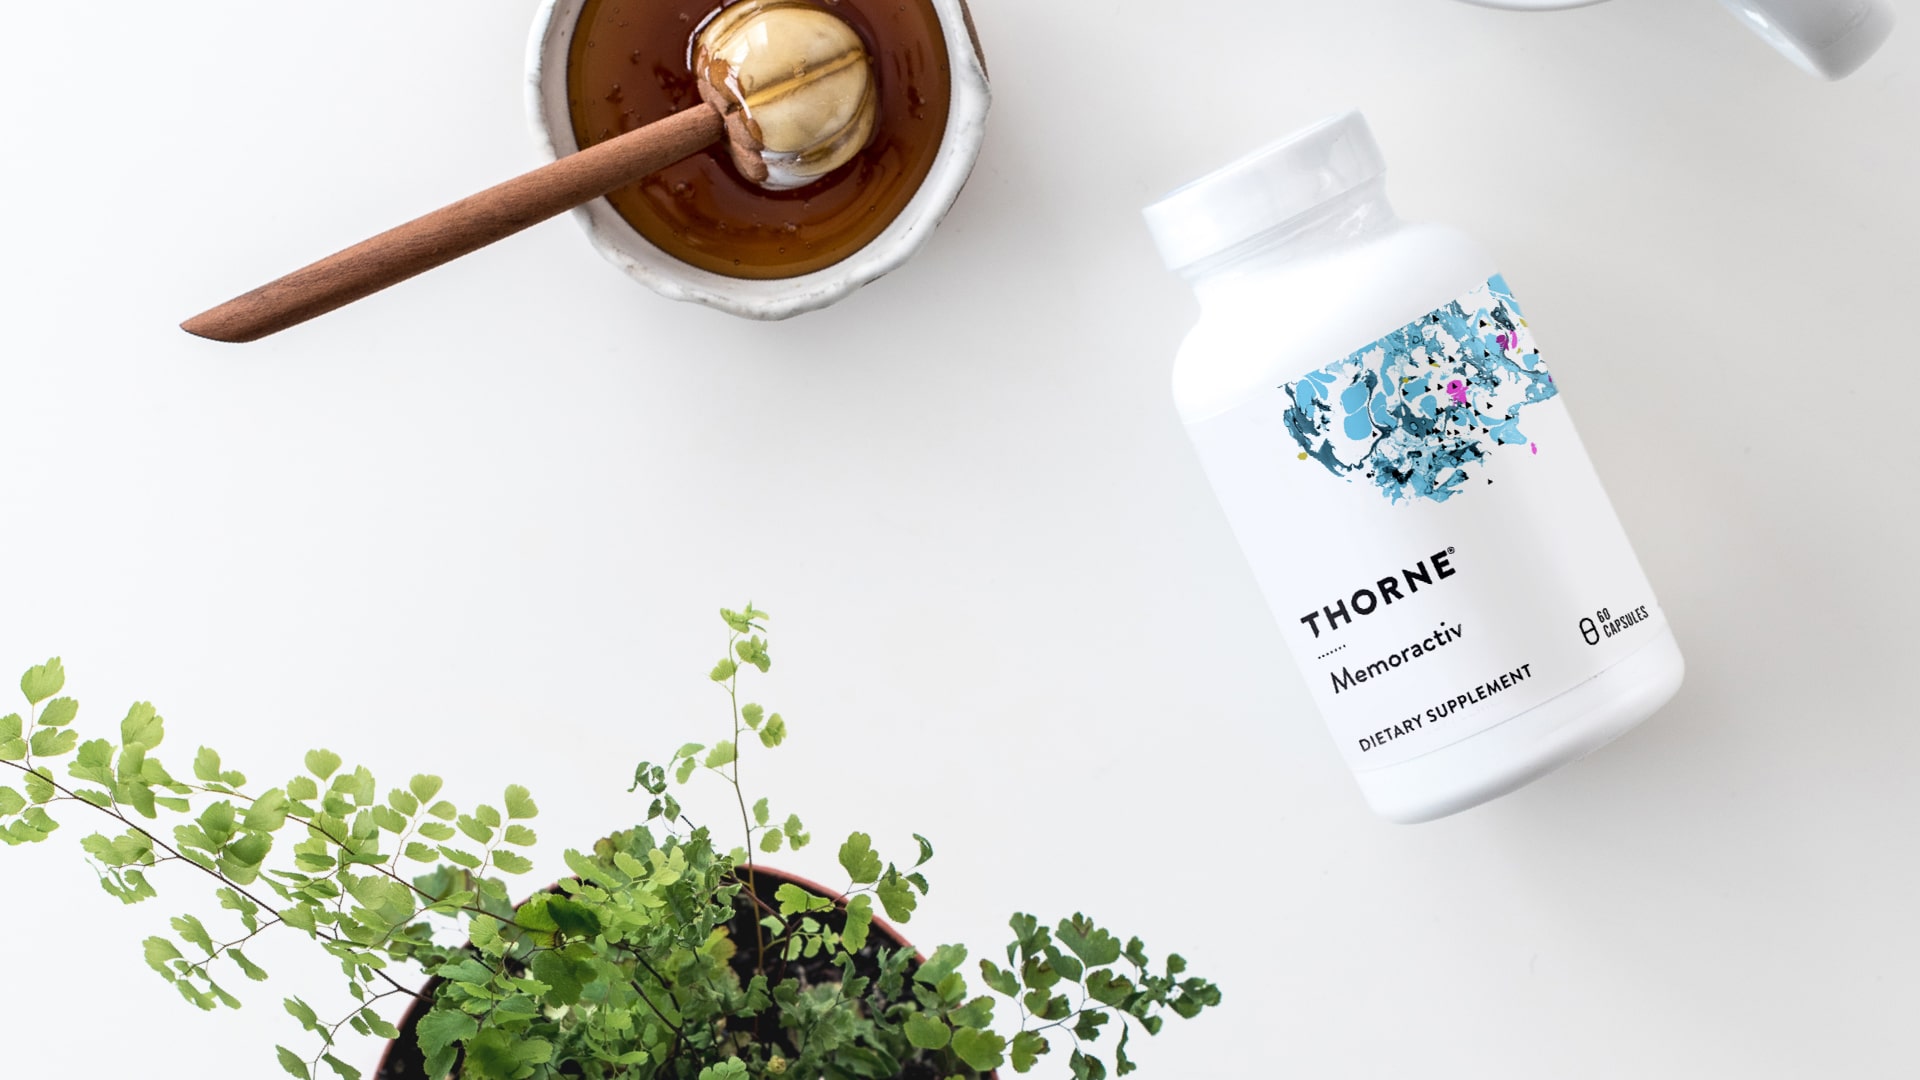 THORNE®
Memoractiv
DIETARY SUPPLEMENT
60
CAPSULES